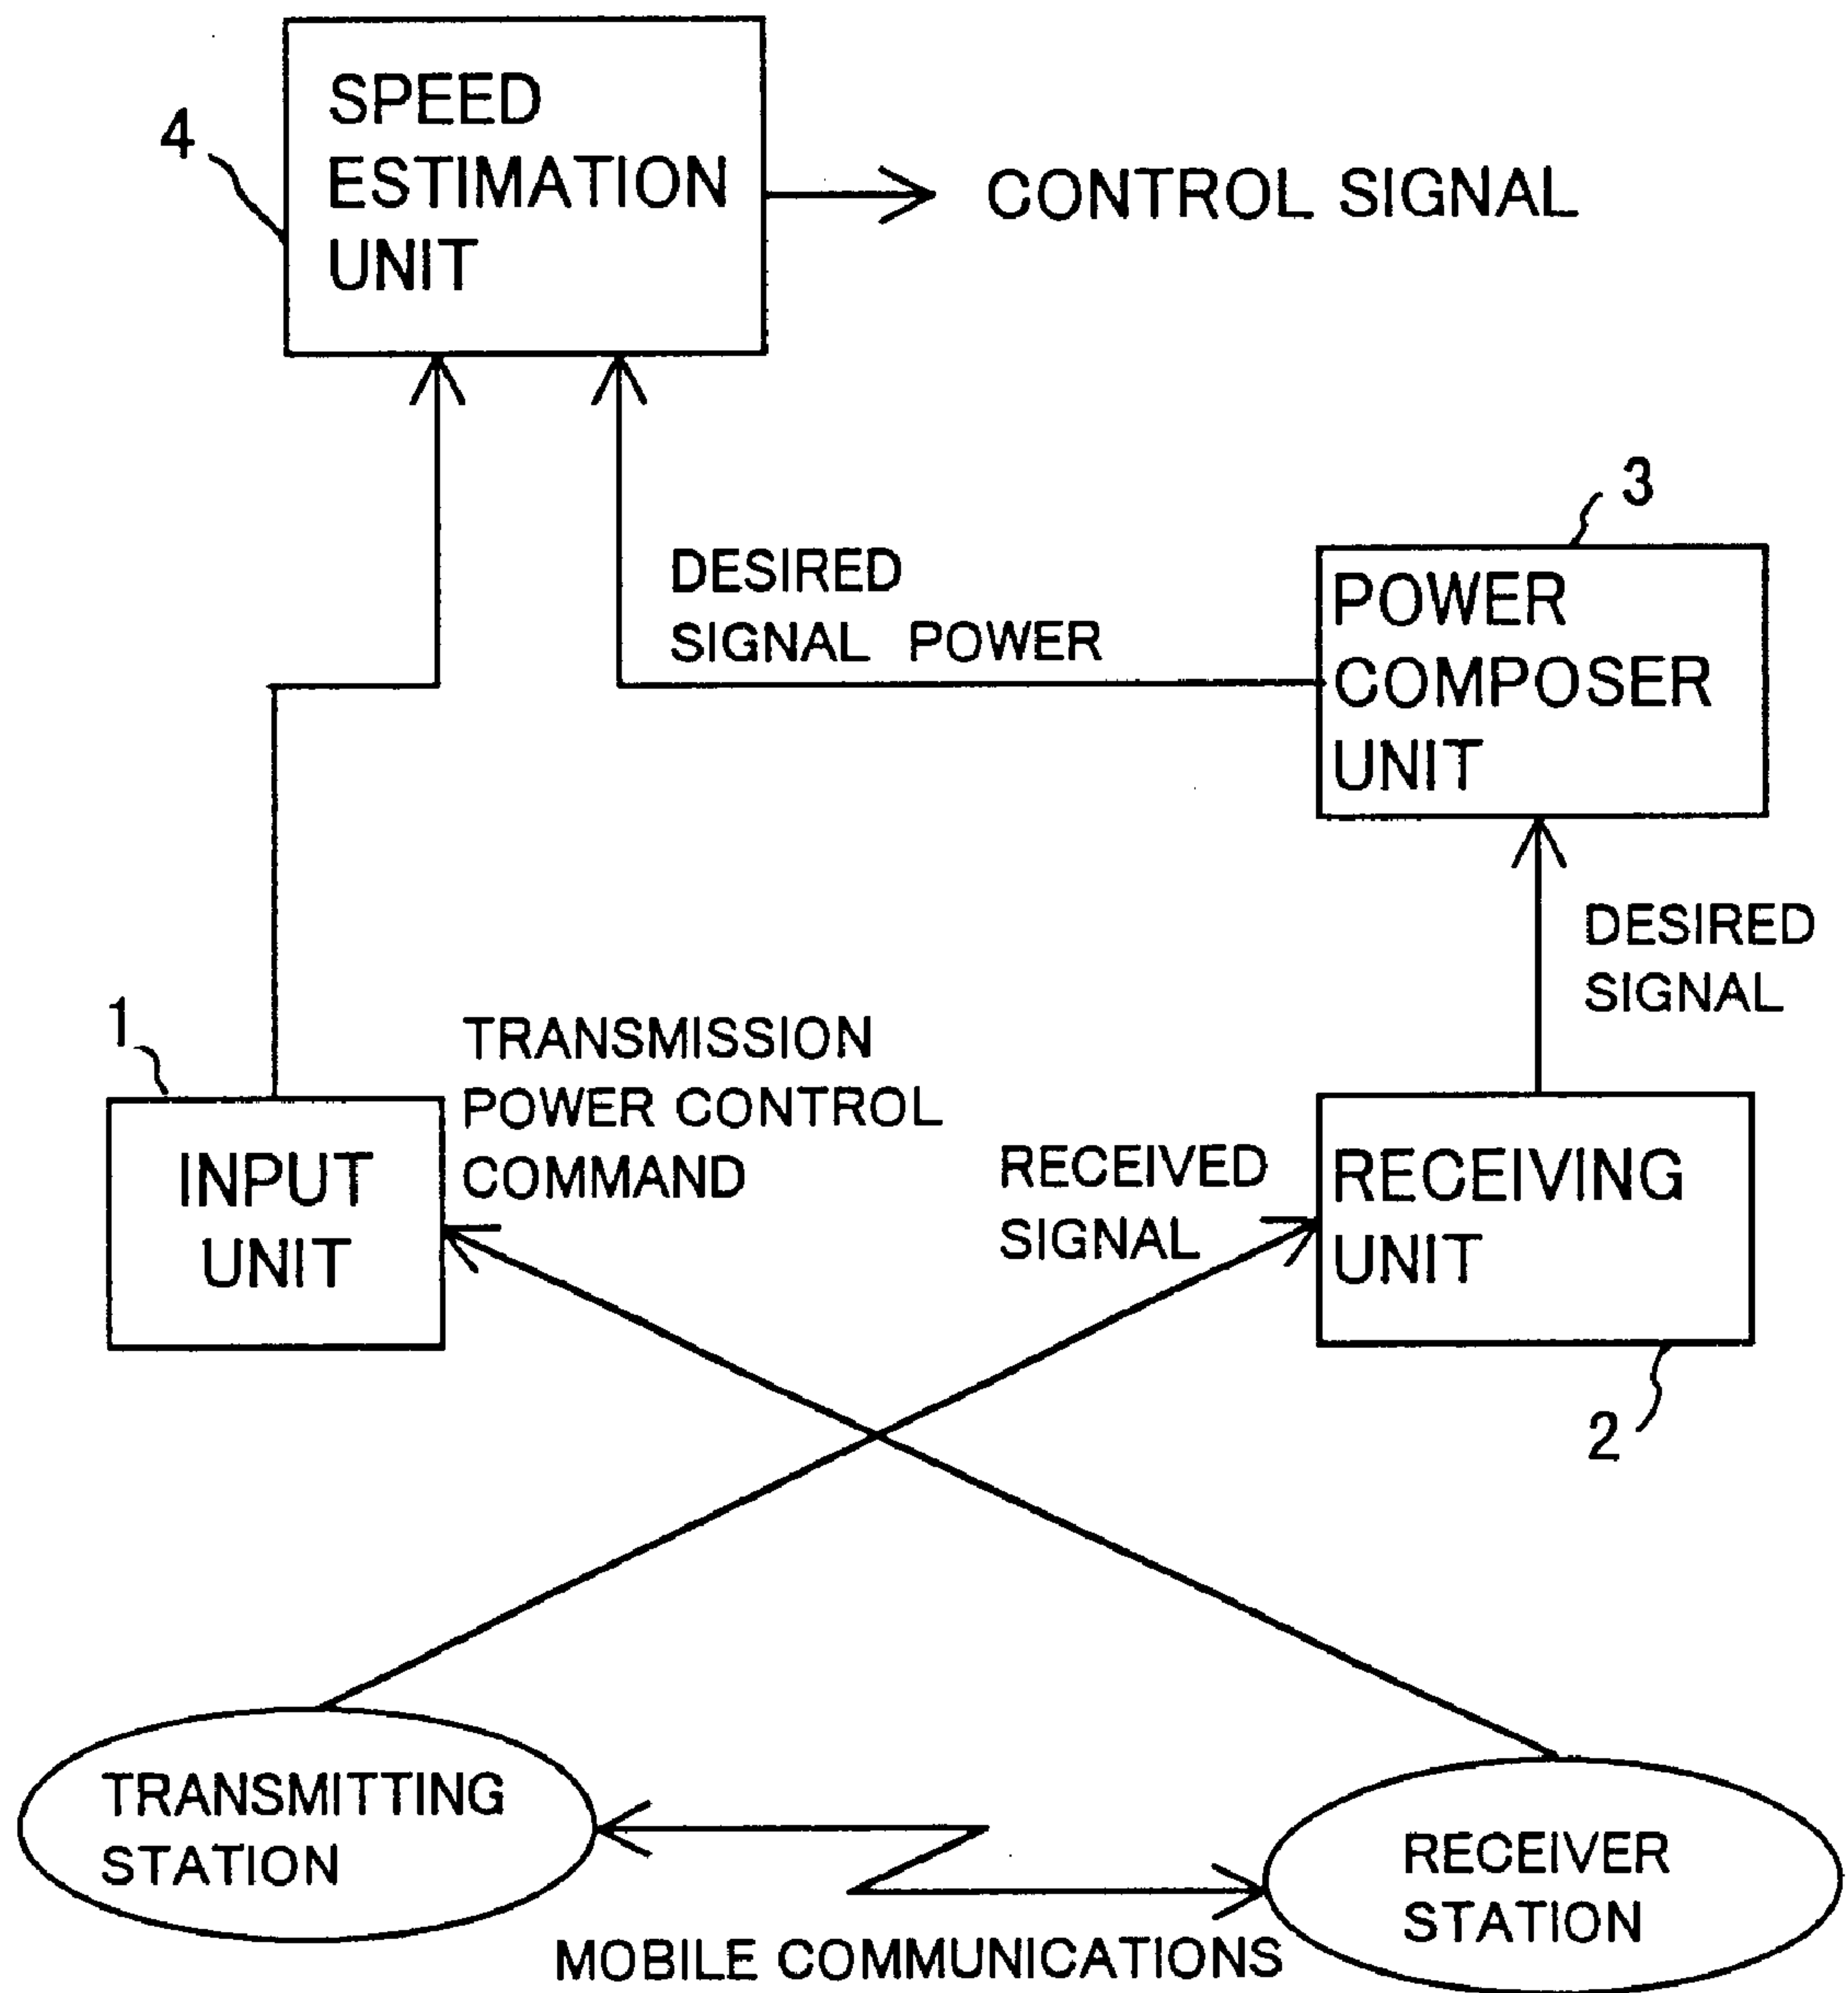 SPEED
ESTIMATION
UNIT
4
CONTROL SIGNAL
3
DESIRED
SIGNAL POWER
POWER
COMPOSER
UNIT
DESIRED
SIGNAL
1
TRANSMISSION
POWER CONTROL
COMMAND
INPUT
UNIT
RECEIVED
SIGNAL
RECEIVING
UNIT
2
TRANSMITTING
STATION
RECEIVER
STATION
MOBILE COMMUNICATIONS